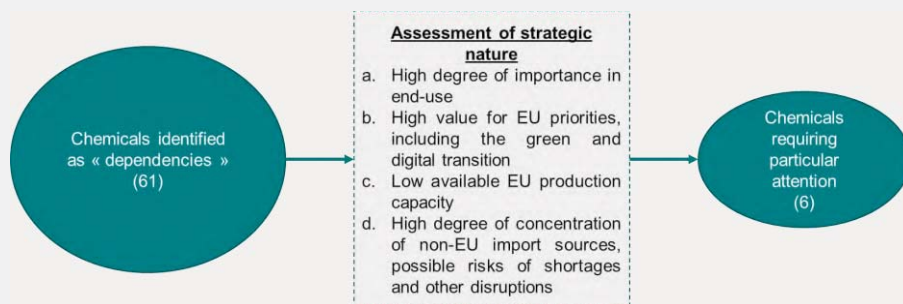 Chemicals identified
as « dependencies »
(61)
Assessment of strategic
nature
a. High degree of importance in
end-use
b. High value for EU priorities,
including the green and
digital transition
c. Low available EU production
capacity
d. High degree of concentration
of non-EU import sources,
possible risks of shortages
and other disruptions
Chemicals
requiring
particular
attention
(6)